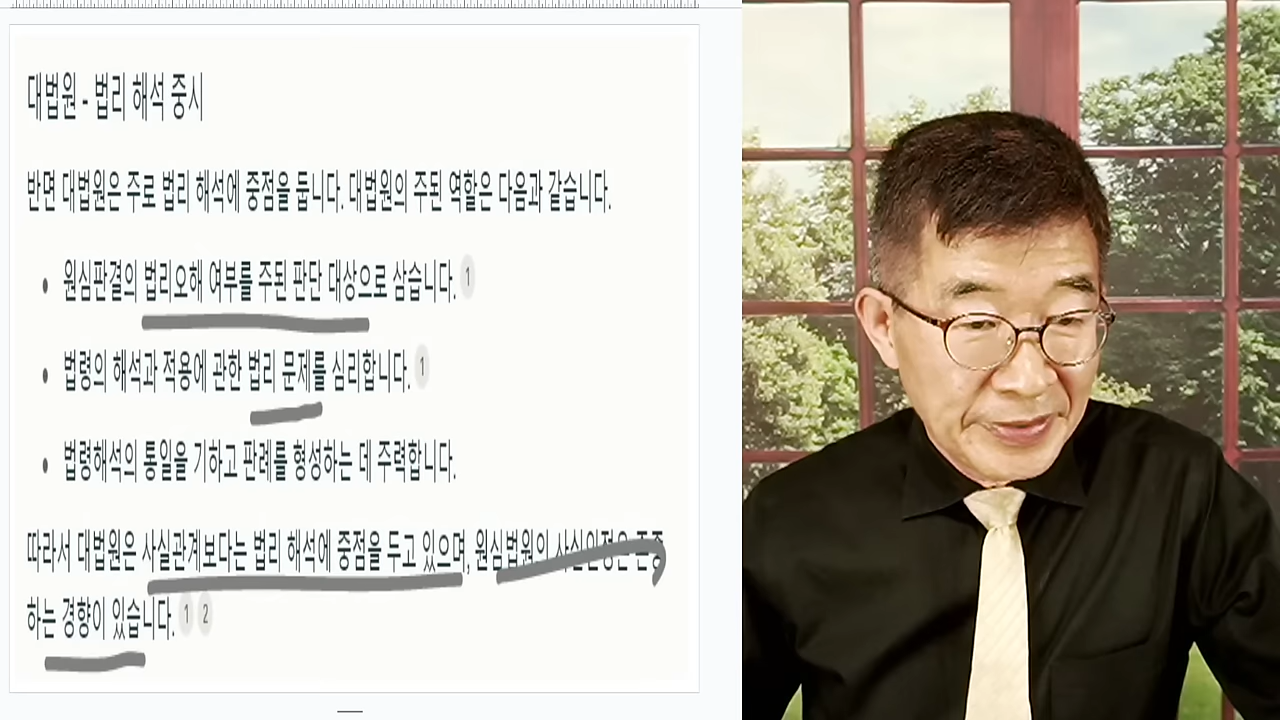 대법원 - 법리 해석 중시
반면 대법원은 주로 법리 해석에 중점을 둡니다. 대법원의 주된 역할은 다음과 같습니다.
• 원심판결의 법리오해 여부를 주된 판단 대상으로 삼습니다. 1
• 법령의 해석과 적용에 관한 법리 문제를 심리합니다. 1
• 법령해석의 통일을 기하고 판례를 형성하는 데 주력합니다.
따라서 대법원은 사실관계보다는 법리 해석에 중점을 두고 있으며, 원심법원의 사실인정은 존중
하는 경향이 있습니다. 1 2